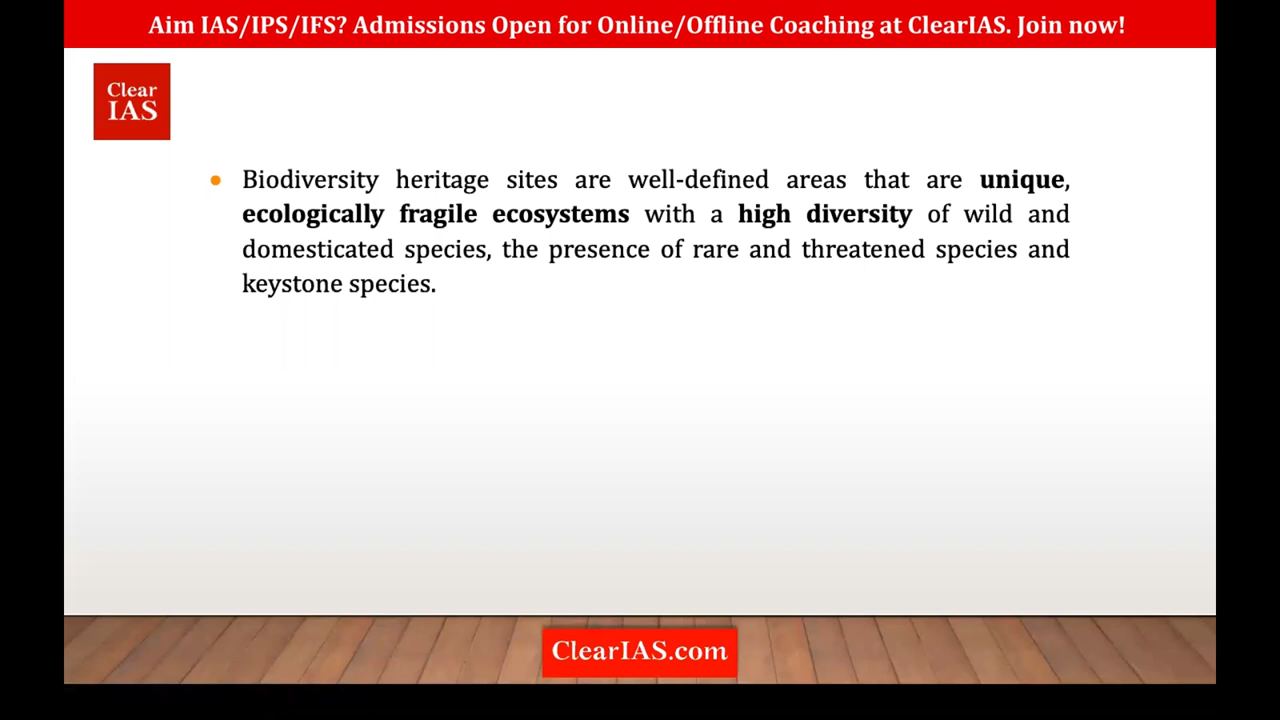 Aim IAS/IPS/IFS? Admissions Open for Online/Offline Coaching at ClearIAS. Join now!
Clear
IAS
• Biodiversity heritage sites are well-defined areas that are unique,
ecologically fragile ecosystems with a high diversity of wild and
domesticated species, the presence of rare and threatened species and
keystone species.
ClearIAS.com